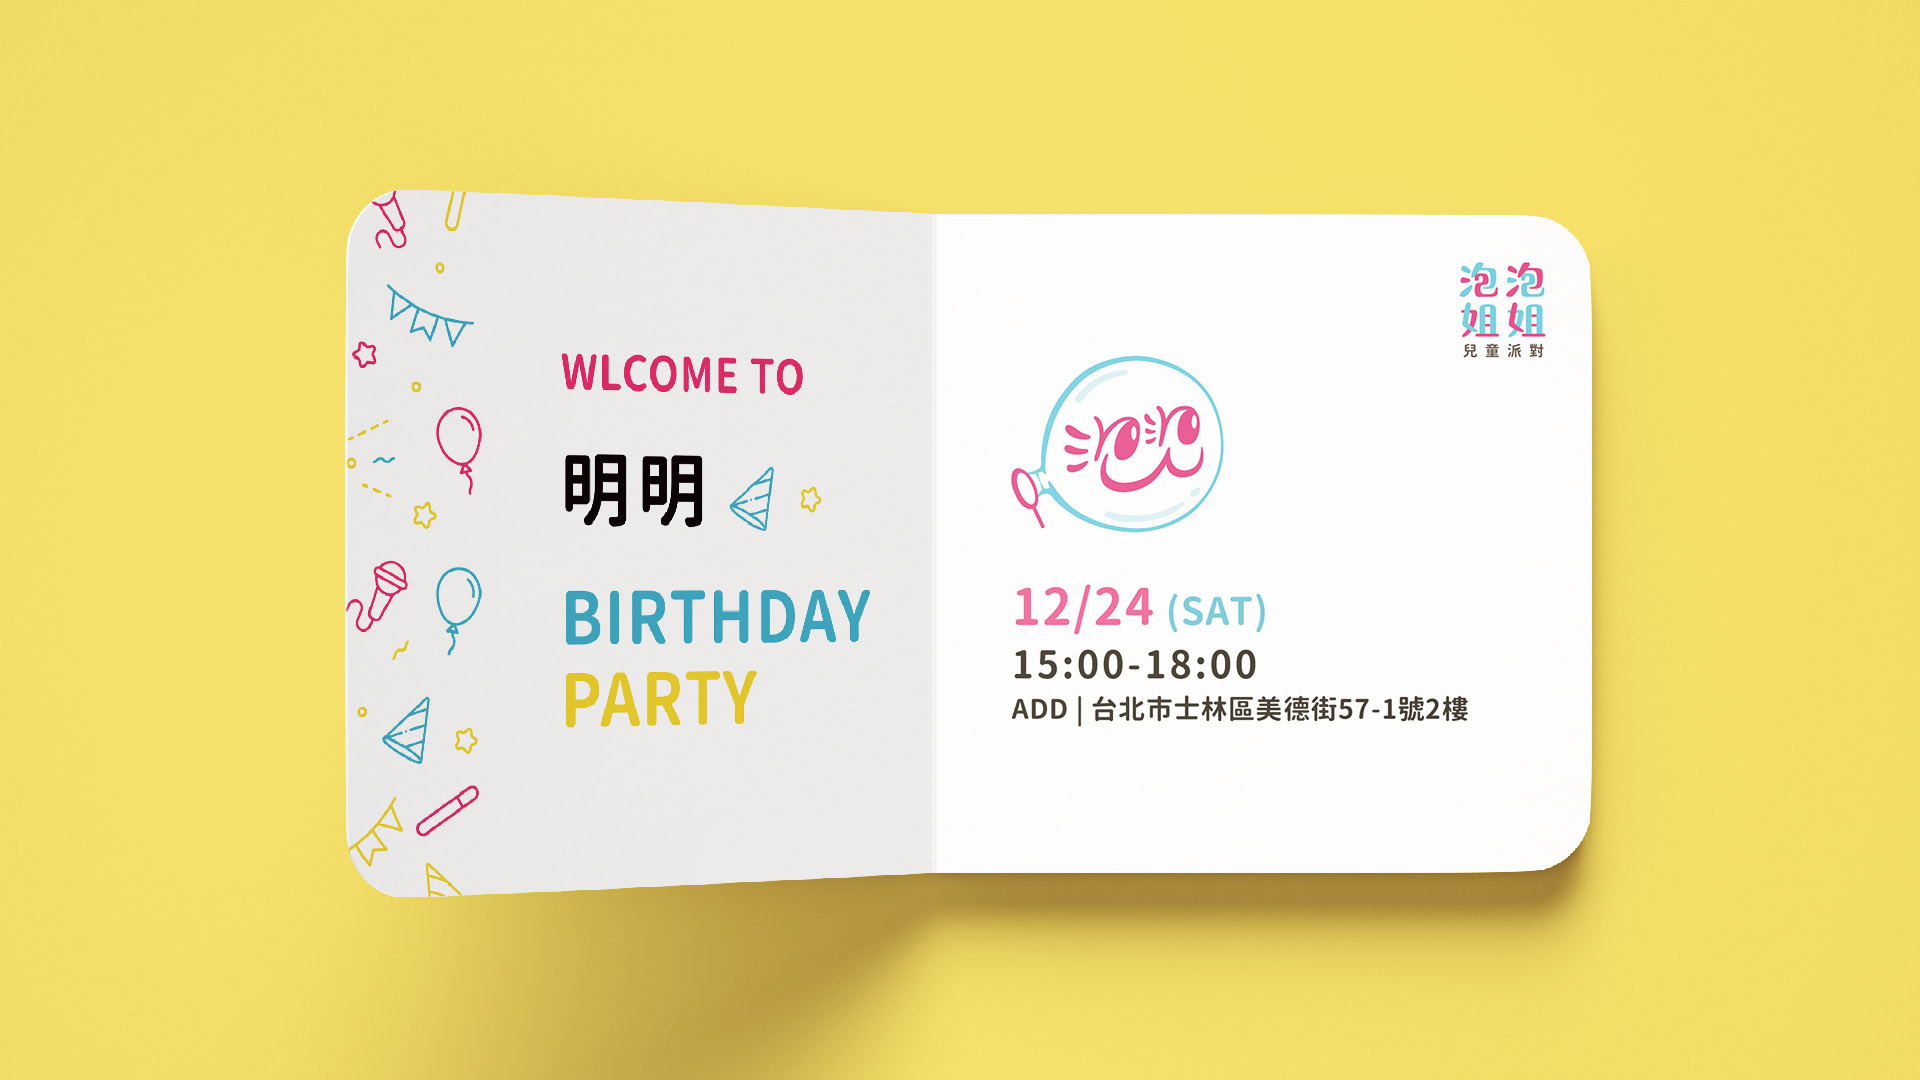 WLCOME TO
明明
BIRTHDAY
PARTY
泡泡
姐姐
兒童派對
12/24 (SAT)
15:00-18:00
ADD | 台北市士林區美德街57-1號2樓